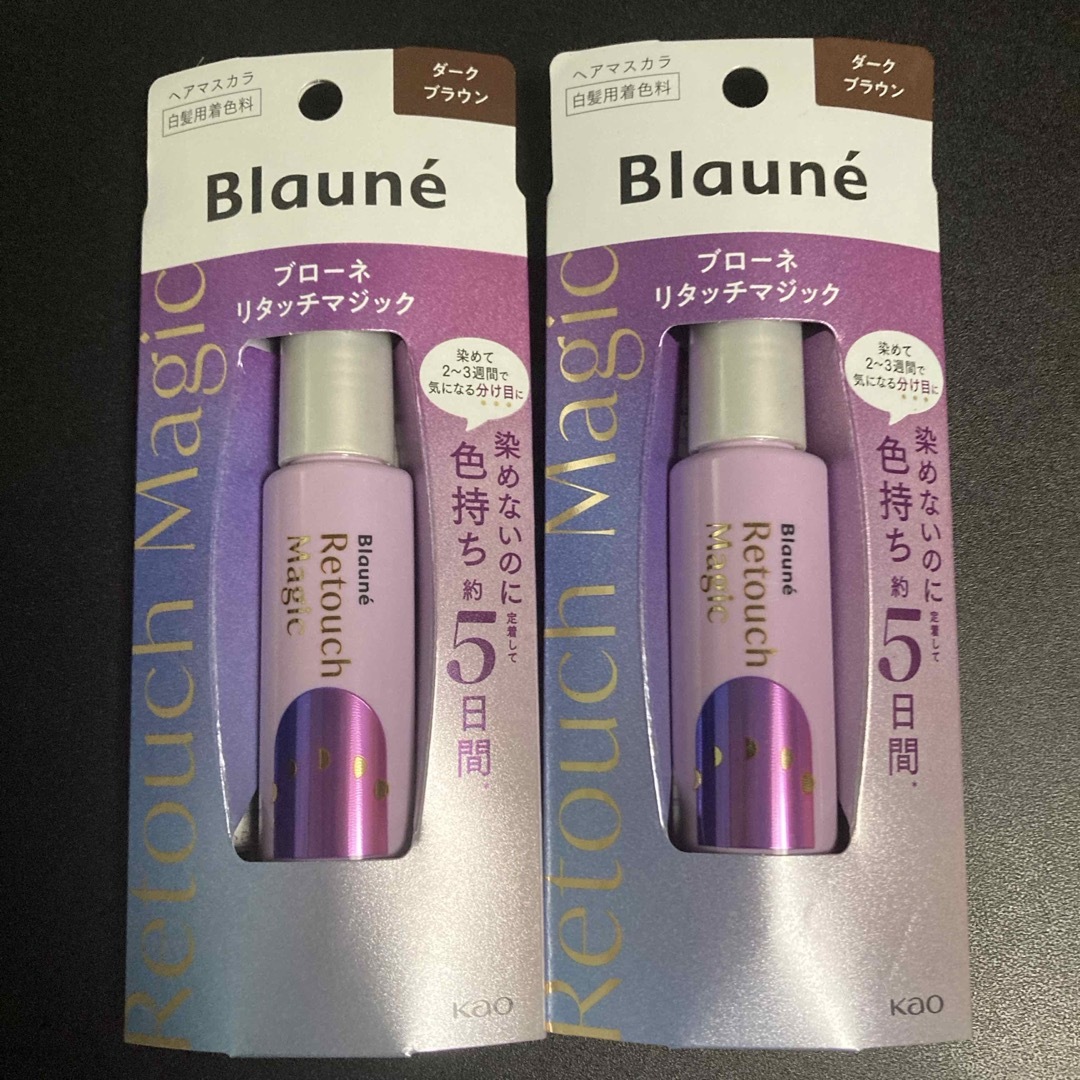 ヘアマスカラ
白髪用着色料
ダーク
ブラウン
Blauné
ブローネ
リタッチマジック
染めて
2〜3週間で
気になる分け目に
染めないのに
色持ち約5日間*
定着して
Retouch Magic
Blauné
Retouch
Magic
Kao
ヘアマスカラ
白髪用着色料
ダーク
ブラウン
Blauné
ブローネ
リタッチマジック
染めて
2〜3週間で
気になる分け目に
染めないのに
色持ち約5日間*
定着して
Retouch Magic
Blauné
Retouch
Magic
Kao